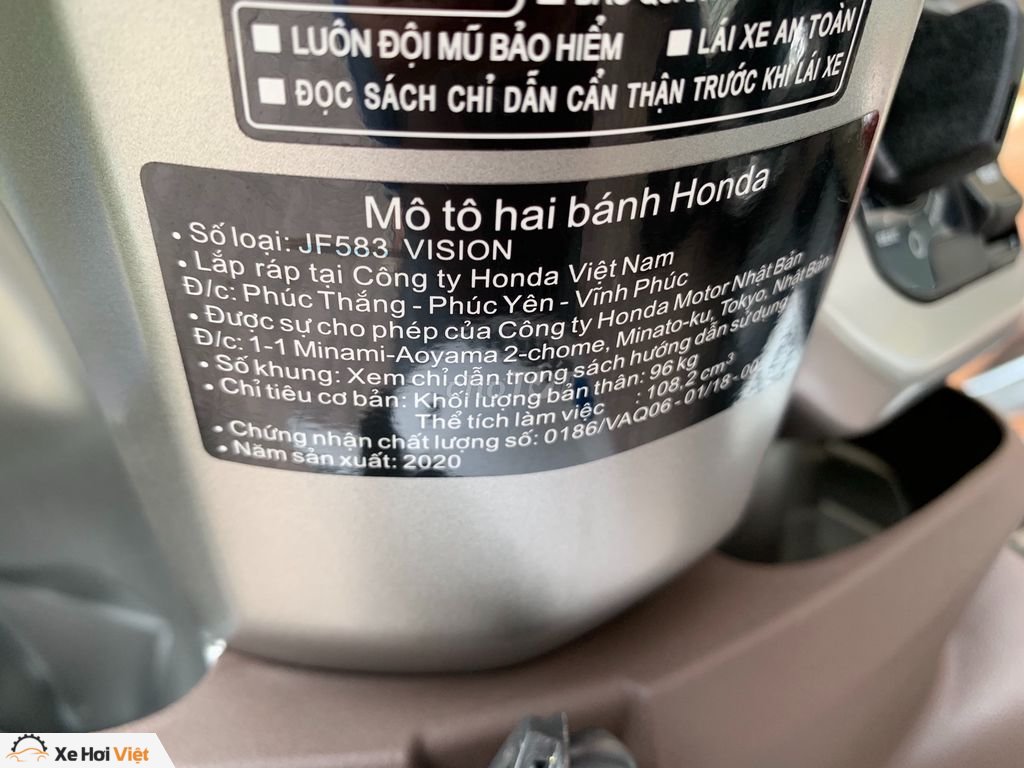 LUÔN ĐỘI MŨ BẢO HIỂM LÁI XE AN TOÀN
ĐỌC SÁCH CHỈ DẪN CẨN THẬN TRƯỚC KHI LÁI XE
Mô tô hai bánh Honda
• Số loại: JF583 VISION
• Lắp ráp tại Công ty Honda Việt Nam
Đ/c: Phúc Thắng - Phúc Yên - Vĩnh Phúc
• Được sự cho phép của Công ty Honda Motor Nhật Bản
Đ/c: 1-1 Minami-Aoyama 2-chome, Minato-ku, Tokyo, Nhật Bản
• Số khung: Xem chỉ dẫn trong sách hướng dẫn sử dụng
• Chỉ tiêu cơ bản: Khối lượng bản thân: 96 kg
Thể tích làm việc : 108,2 cm³
• Chứng nhận chất lượng số: 0186/VAQ06 - 01/18 -
• Năm sản xuất: 2020
Xe Hơi Việt